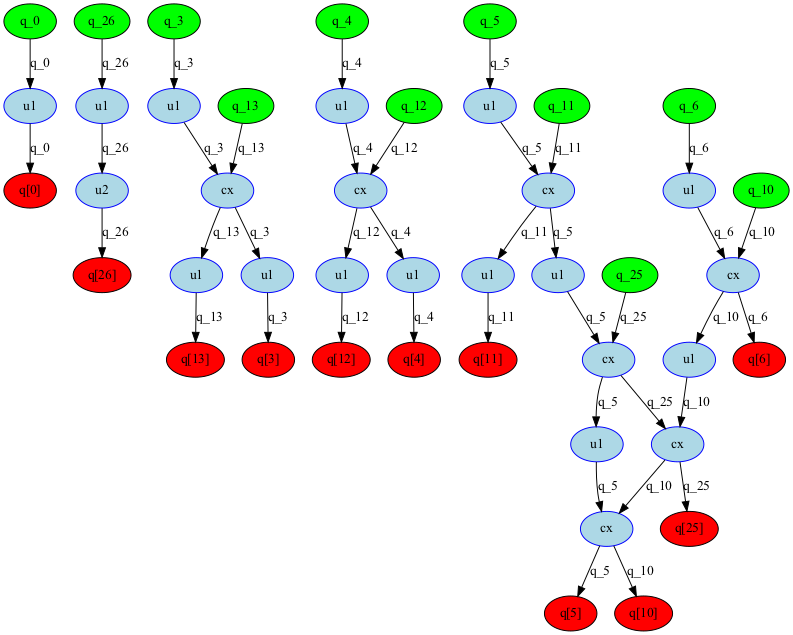 q_0 q_26 q_3 q_4 q_5
q_0 q_26 q_3 q_4 q_5
u1 u1 u1 q_13 u1 q_12 u1 q_11 q_6
q_0 q_26 q_3 q_13 q_4 q_12 q_5 q_11 q_6
q[0] u2 cx cx cx u1 q_10
q_26 q_13 q_3 q_12 q_4 q_11 q_5 q_6 q_10
q[26] u1 u1 u1 u1 u1 u1 q_25 cx
q_13 q_3 q_12 q_4 q_11 q_5 q_25 q_10 q_6
q[13] q[3] q[12] q[4] q[11] cx u1 q[6]
q_5 q_25 q_10
u1 cx
q_5 q_10 q_25
cx q[25]
q_5 q_10
q[5] q[10]